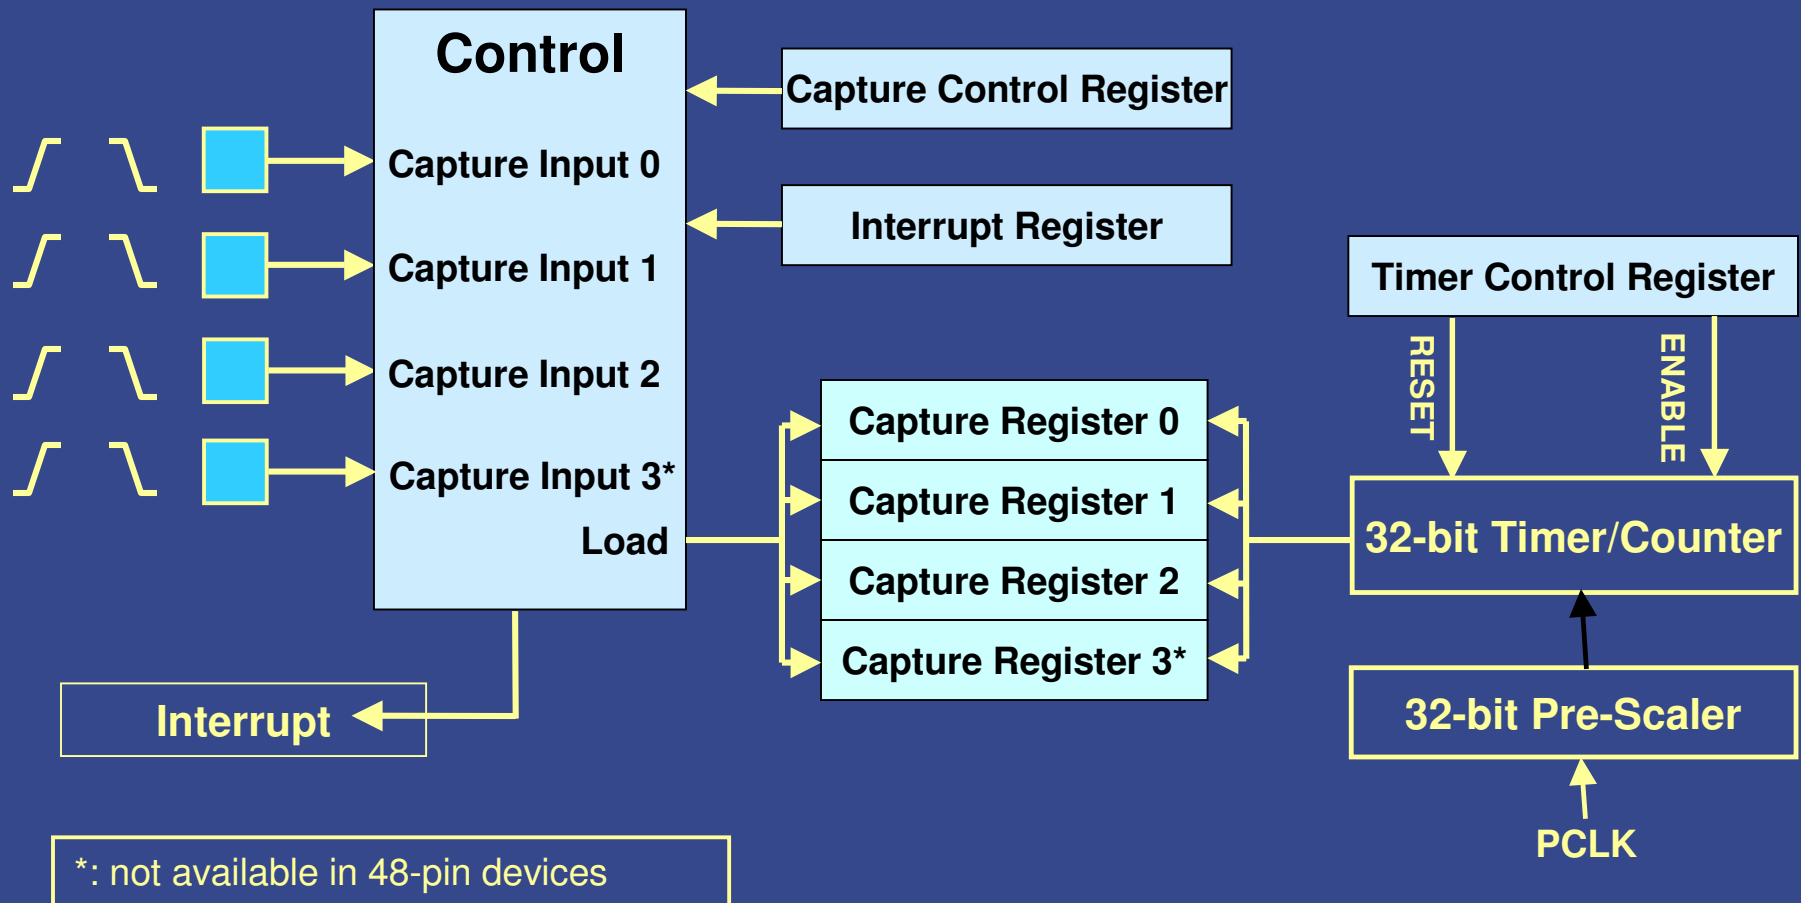 Control
Capture Control Register
Capture Input 0
Interrupt Register
Capture Input 1
Timer Control Register
RESET
ENABLE
Capture Input 2
Capture Register 0
Capture Input 3*
Capture Register 1
Load
32-bit Timer/Counter
Capture Register 2
Capture Register 3*
Interrupt
32-bit Pre-Scaler
PCLK
*: not available in 48-pin devices